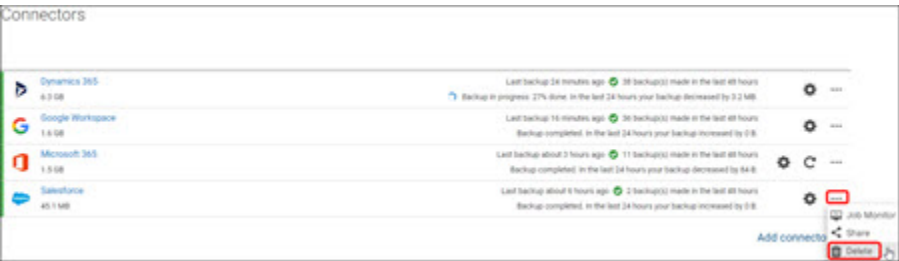 Connectors
Dynamics 365
Last backup 24 minutes ago 38 backup(s) made in the last 48 hours
6.3 GB
Backup in progress: 27% done. In the last 24 hours your backup decreased by 3.2 MB.
Google Workspace
Last backup 16 minutes ago 36 backup(s) made in the last 48 hours
1.6 GB
Backup completed. In the last 24 hours your backup increased by 0 B.
Microsoft 365
Last backup about 3 hours ago 11 backup(s) made in the last 48 hours
1.5 GB
Backup completed. In the last 24 hours your backup decreased by 84 B.
Salesforce
Last backup about 6 hours ago 2 backup(s) made in the last 48 hours
45.1 MB
Backup completed. In the last 24 hours your backup increased by 0 B.
Job Monitor
Share
Add connecto
Delete